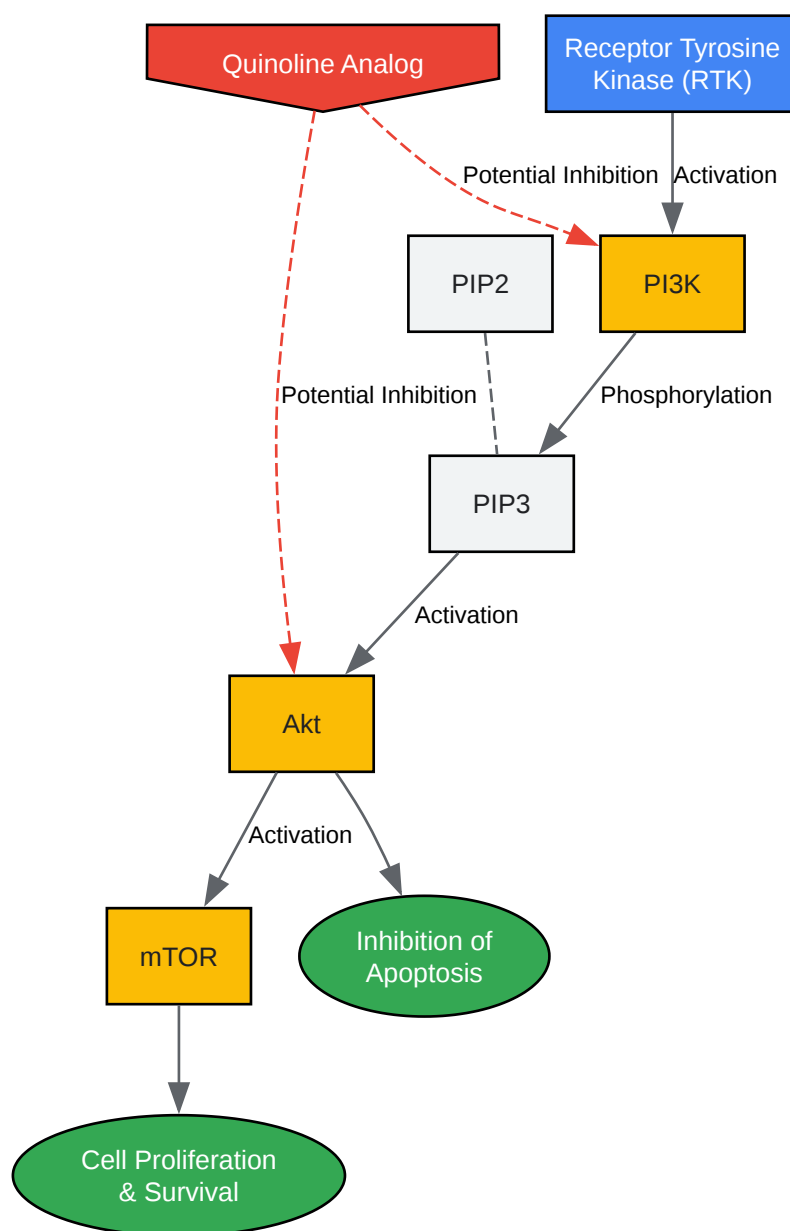 Quinoline Analog
Receptor Tyrosine
Kinase (RTK)
Potential Inhibition
Activation
PIP2
PI3K
Potential Inhibition
Phosphorylation
PIP3
Activation
Akt
Activation
mTOR
Inhibition of
Apoptosis
Cell Proliferation
& Survival